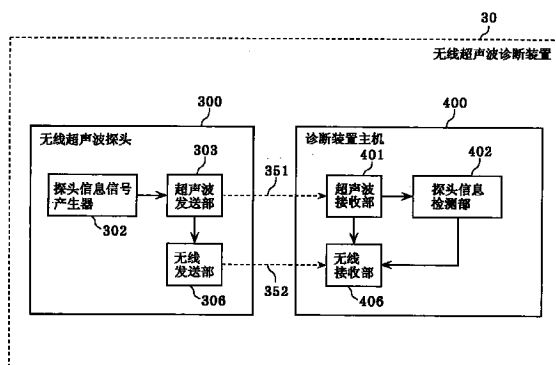 30
无线超声波诊断装置
300
无线超声波探头
303
探头信息信号
产生器
302
超声波
发送部
351
无线
发送部
306
352
400
诊断装置主机
401
402
超声波
接收部
探头信息
检测部
无线
接收部
406